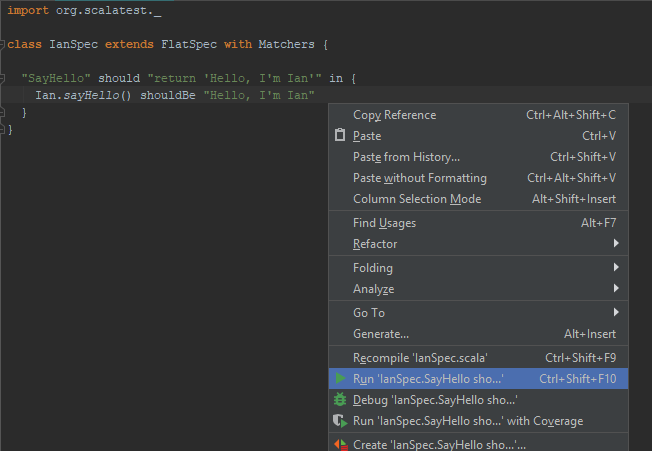 import org.scalatest._
class IanSpec extends FlatSpec with Matchers {
"SayHello" should "return 'Hello, I'm Ian'" in {
Ian.sayHello() shouldBe "Hello, I'm Ian"
}
}
Copy Reference Ctrl+Alt+Shift+C
Paste Ctrl+V
Paste from History... Ctrl+Shift+V
Paste without Formatting Ctrl+Alt+Shift+V
Column Selection Mode Alt+Shift+Insert
Find Usages Alt+F7
Refactor
Folding
Analyze
Go To
Generate... Alt+Insert
Recompile 'IanSpec.scala' Ctrl+Shift+F9
Run 'IanSpec.SayHello sho...' Ctrl+Shift+F10
Debug 'IanSpec.SayHello sho...'
Run 'IanSpec.SayHello sho...' with Coverage
Create 'IanSpec.SayHello sho...'...